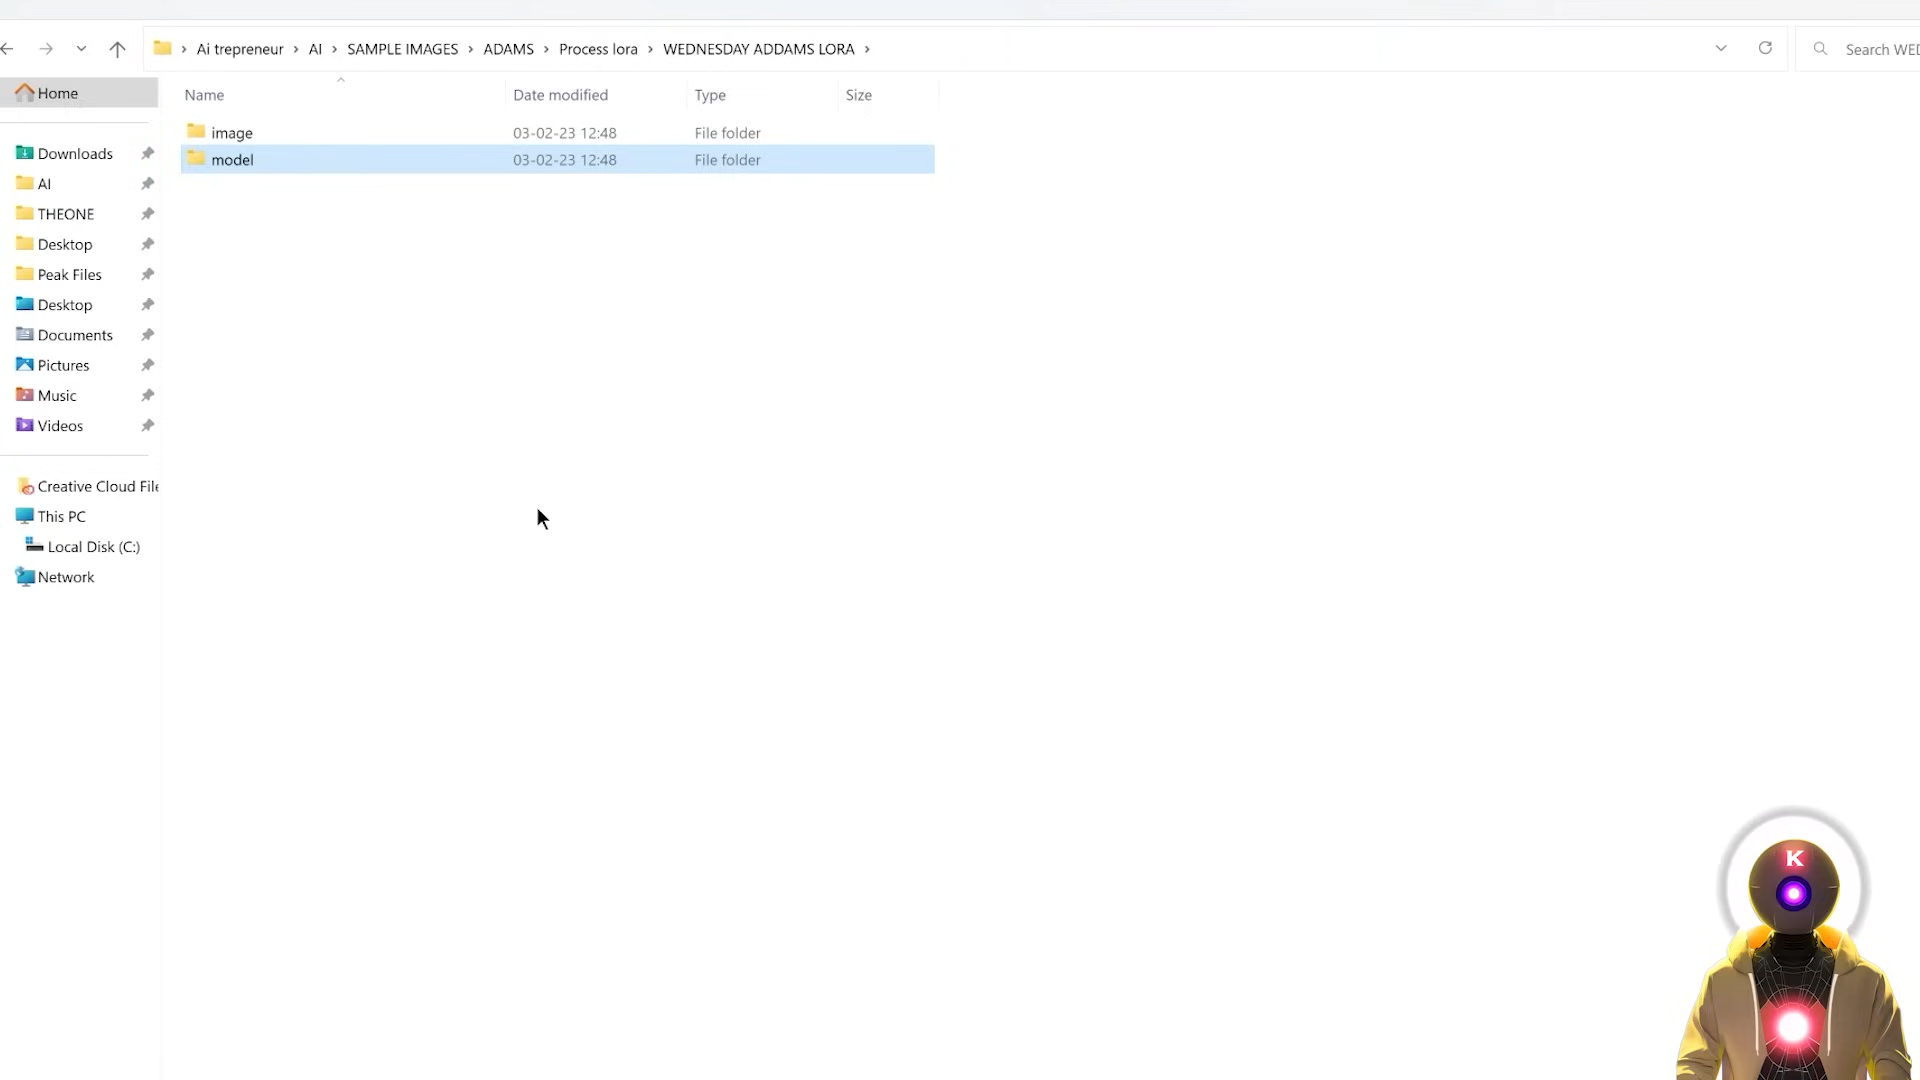 Ai trepreneur > AI > SAMPLE IMAGES > ADAMS > Process lora > WEDNESDAY ADDAMS LORA >
Search WED
Home
Name Date modified Type Size
image 03-02-23 12:48 File folder
model 03-02-23 12:48 File folder
Downloads
AI
THEONE
Desktop
Peak Files
Desktop
Documents
Pictures
Music
Videos
Creative Cloud File
This PC
Local Disk (C:)
Network
K